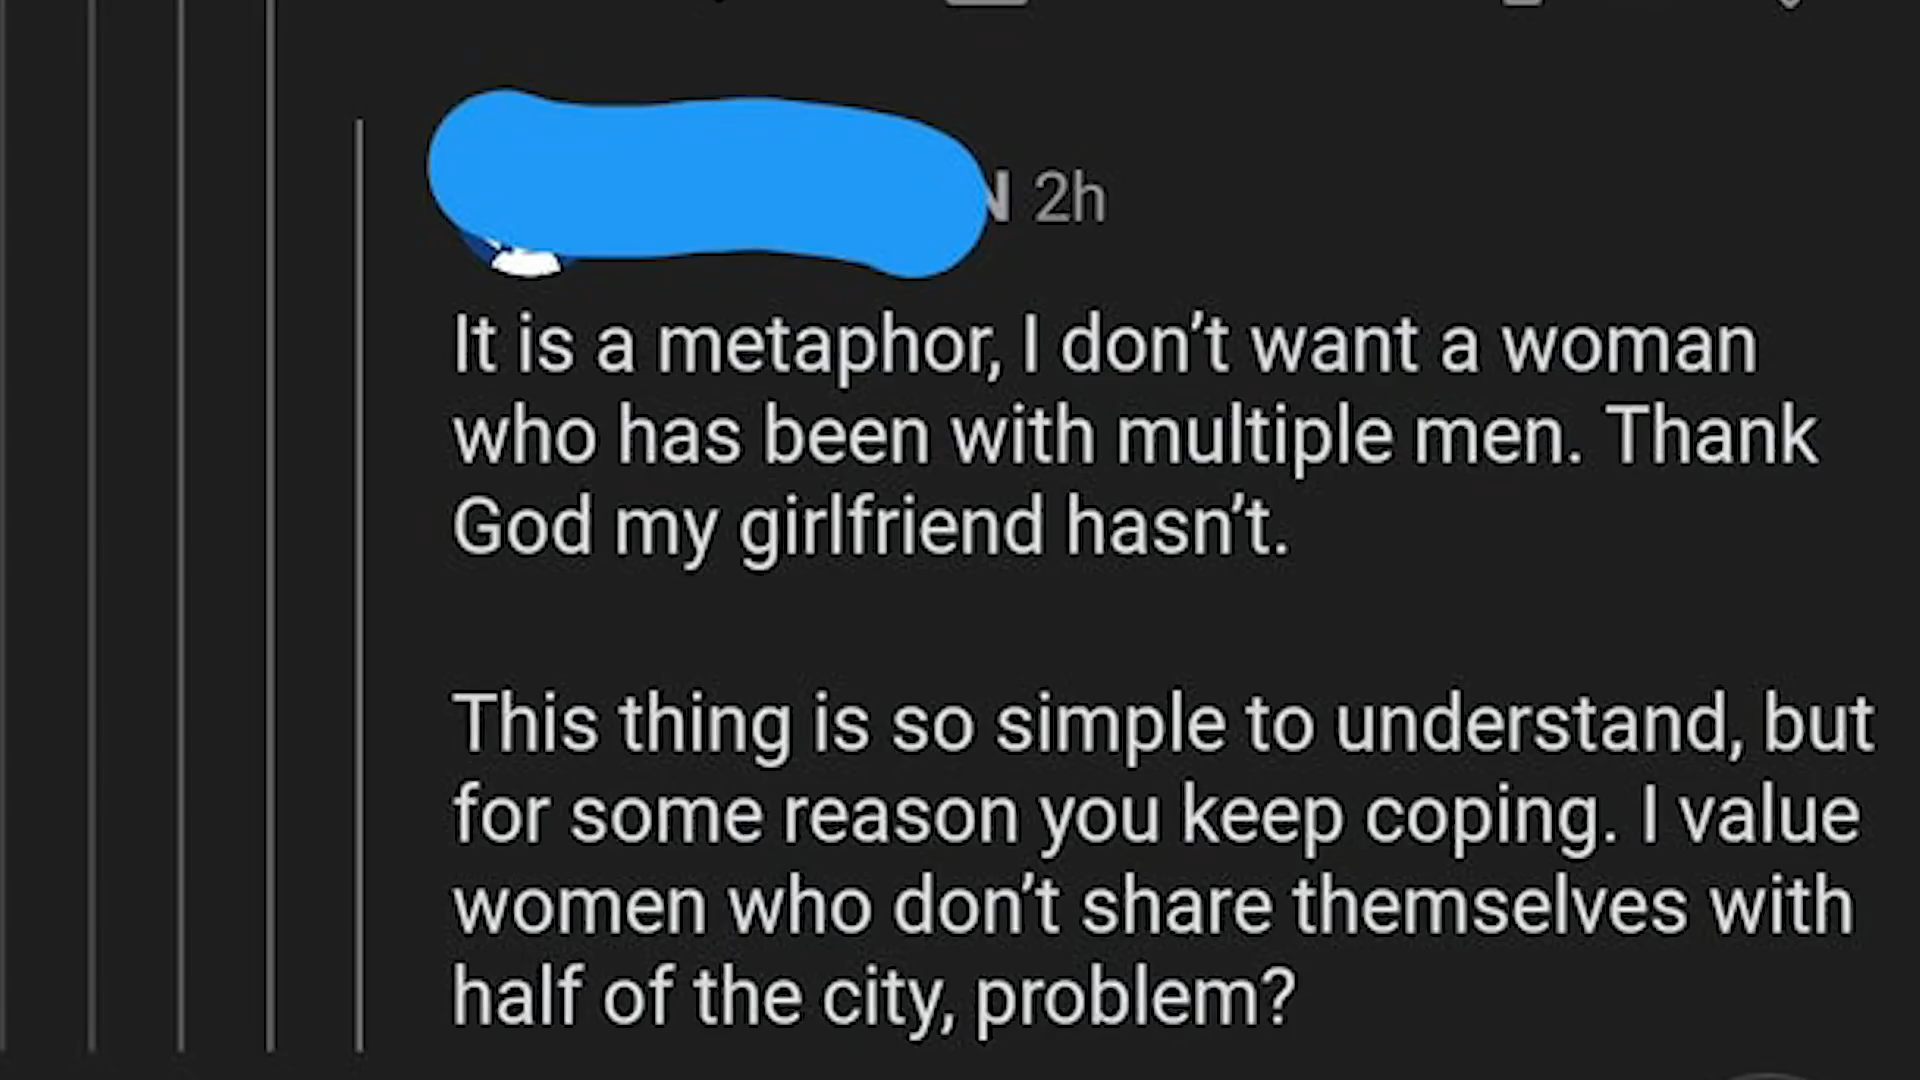 N 2h
It is a metaphor, I don’t want a woman
who has been with multiple men. Thank
God my girlfriend hasn’t.
This thing is so simple to understand, but
for some reason you keep coping. I value
women who don’t share themselves with
half of the city, problem?